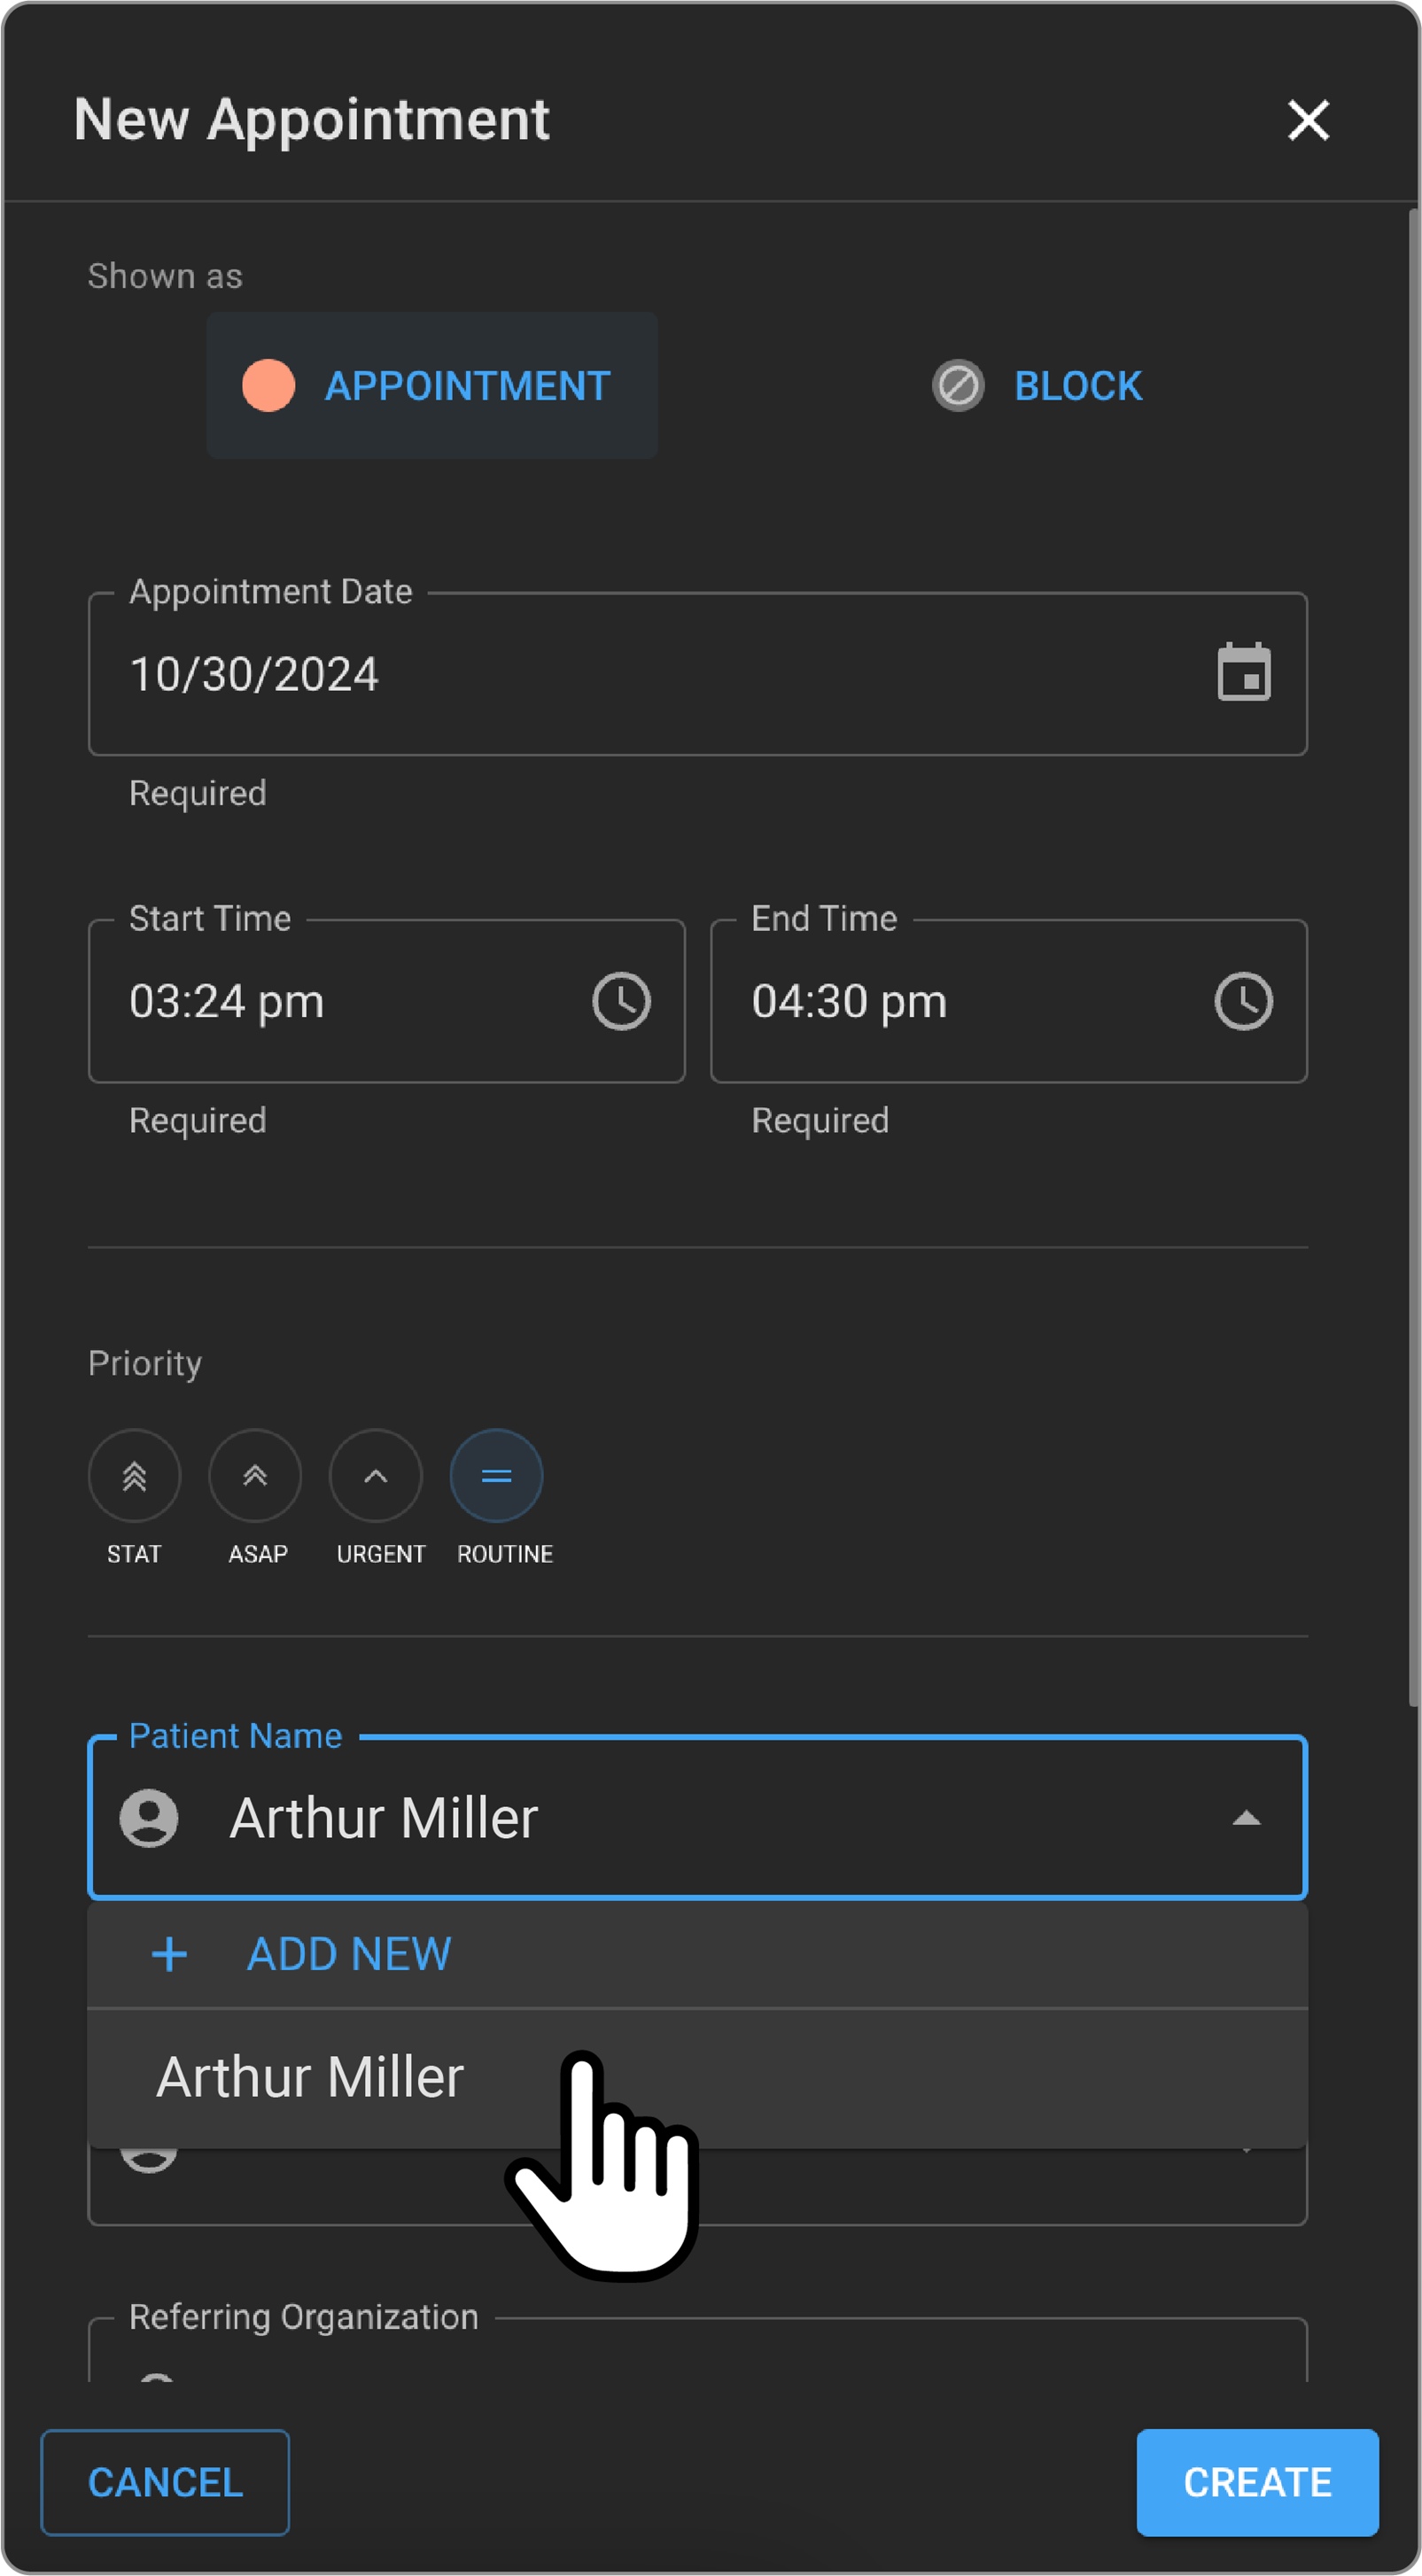 New Appointment
Shown as
APPOINTMENT BLOCK
Appointment Date
10/30/2024
Required
Start Time End Time
03:24 pm 04:30 pm
Required Required
Priority
STAT ASAP URGENT ROUTINE
Patient Name
Arthur Miller
+ ADD NEW
Arthur Miller
Referring Organization
CANCEL CREATE